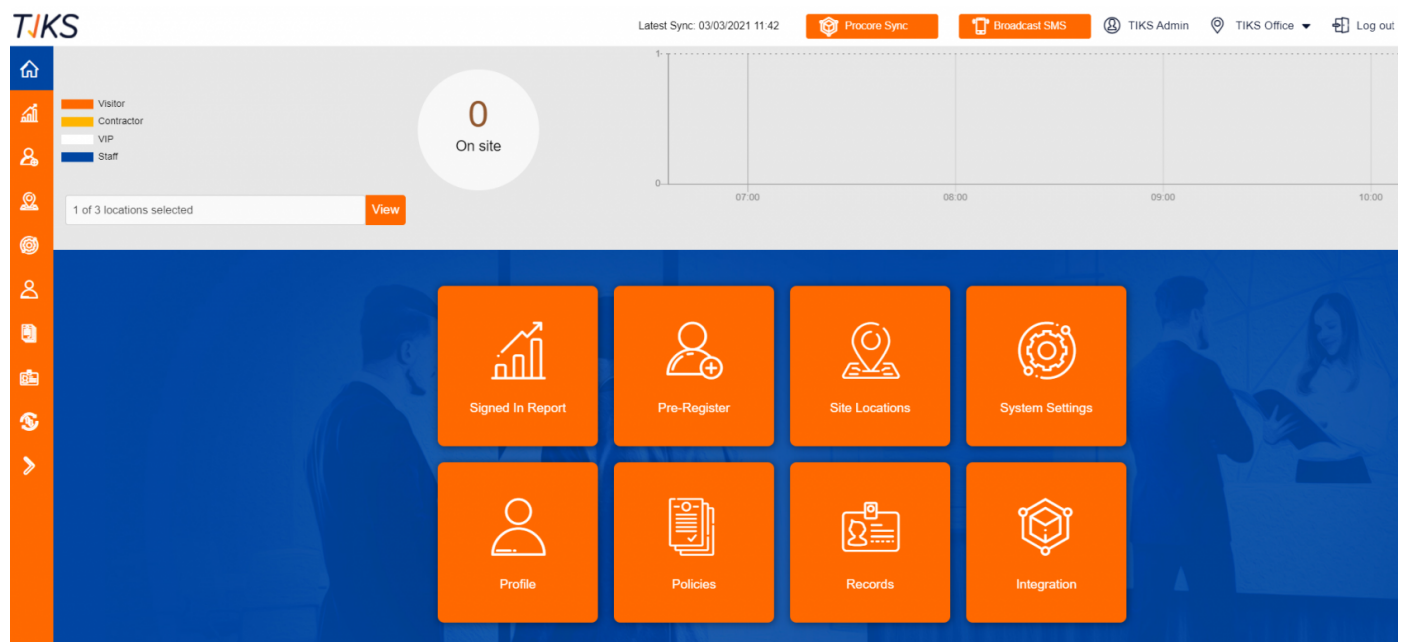 TIKS
Latest Sync: 03/03/2021 11:42
Procore Sync
Broadcast SMS
TIKS Admin
TIKS Office
Log out
Visitor
Contractor
VIP
Staff
0
On site
1 of 3 locations selected
View
1
0
07:00
08:00
09:00
10:00
Signed In Report
Pre-Register
Site Locations
System Settings
Profile
Policies
Records
Integration